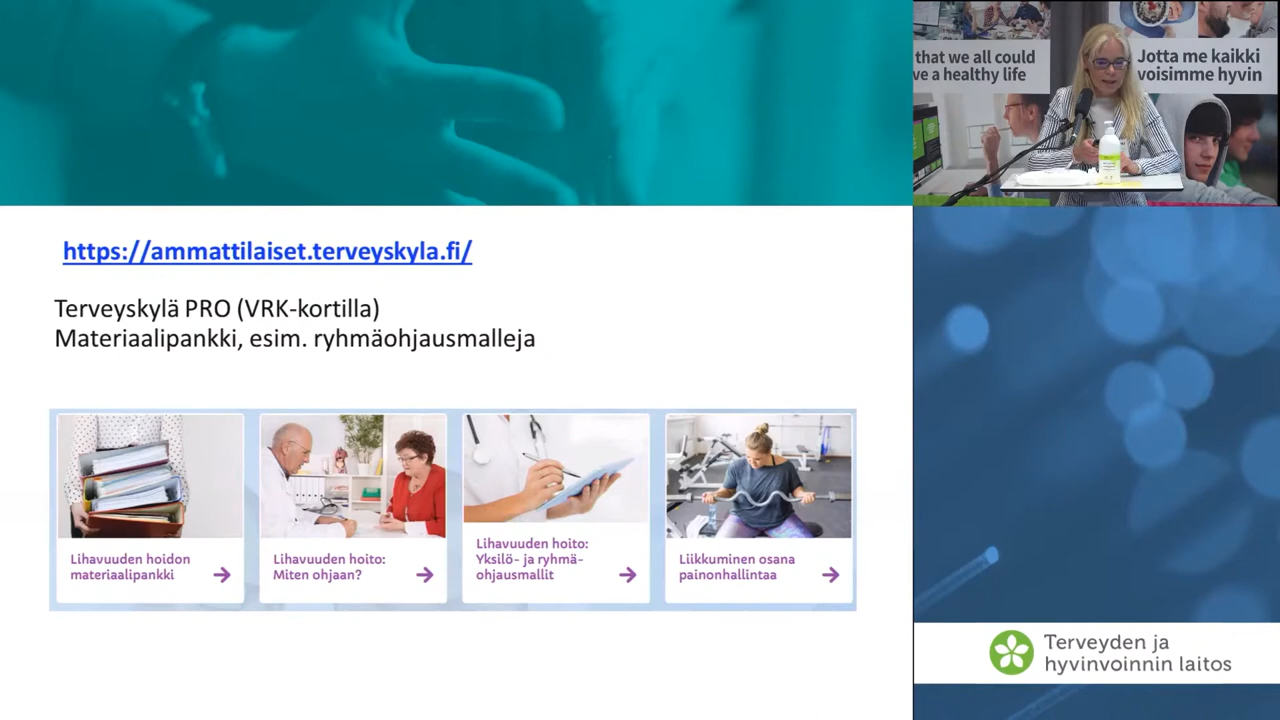 that we all could
ve a healthy life
Jotta me kaikki
voisimme hyvin
https://ammattilaiset.terveyskyla.fi/
Terveyskylä PRO (VRK-kortilla)
Materiaalipankki, esim. ryhmäohjausmalleja
Lihavuuden hoidon
materiaalipankki
Lihavuuden hoito:
Miten ohjaan?
Lihavuuden hoito:
Yksilö- ja ryhmä-
ohjausmallit
Liikkuminen osana
painonhallintaa
Terveyden ja
hyvinvoinnin laitos